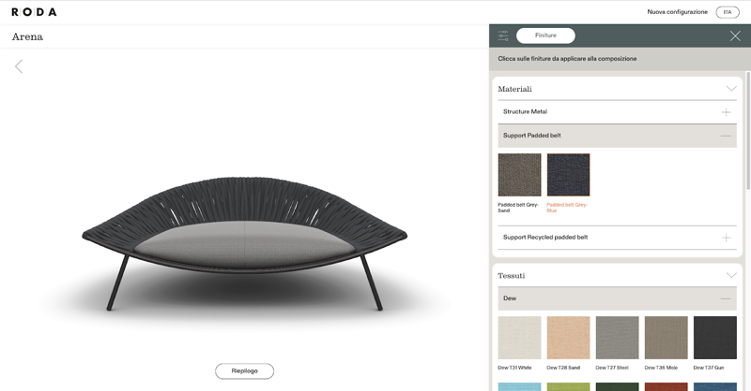 RODA
Nuova configurazione
ITA
Arena
Finiture
Clicca sulle finiture da applicare alla composizione
Materiali
Structure Metal
Support Padded belt
Padded belt Grey-
Sand
Padded belt Grey-
Blue
Support Recycled padded belt
Tessuti
Dew
Dew T31 White
Dew T28 Sand
Dew T27 Steel
Dew T36 Mole
Dew T37 Gun
Riepilogo